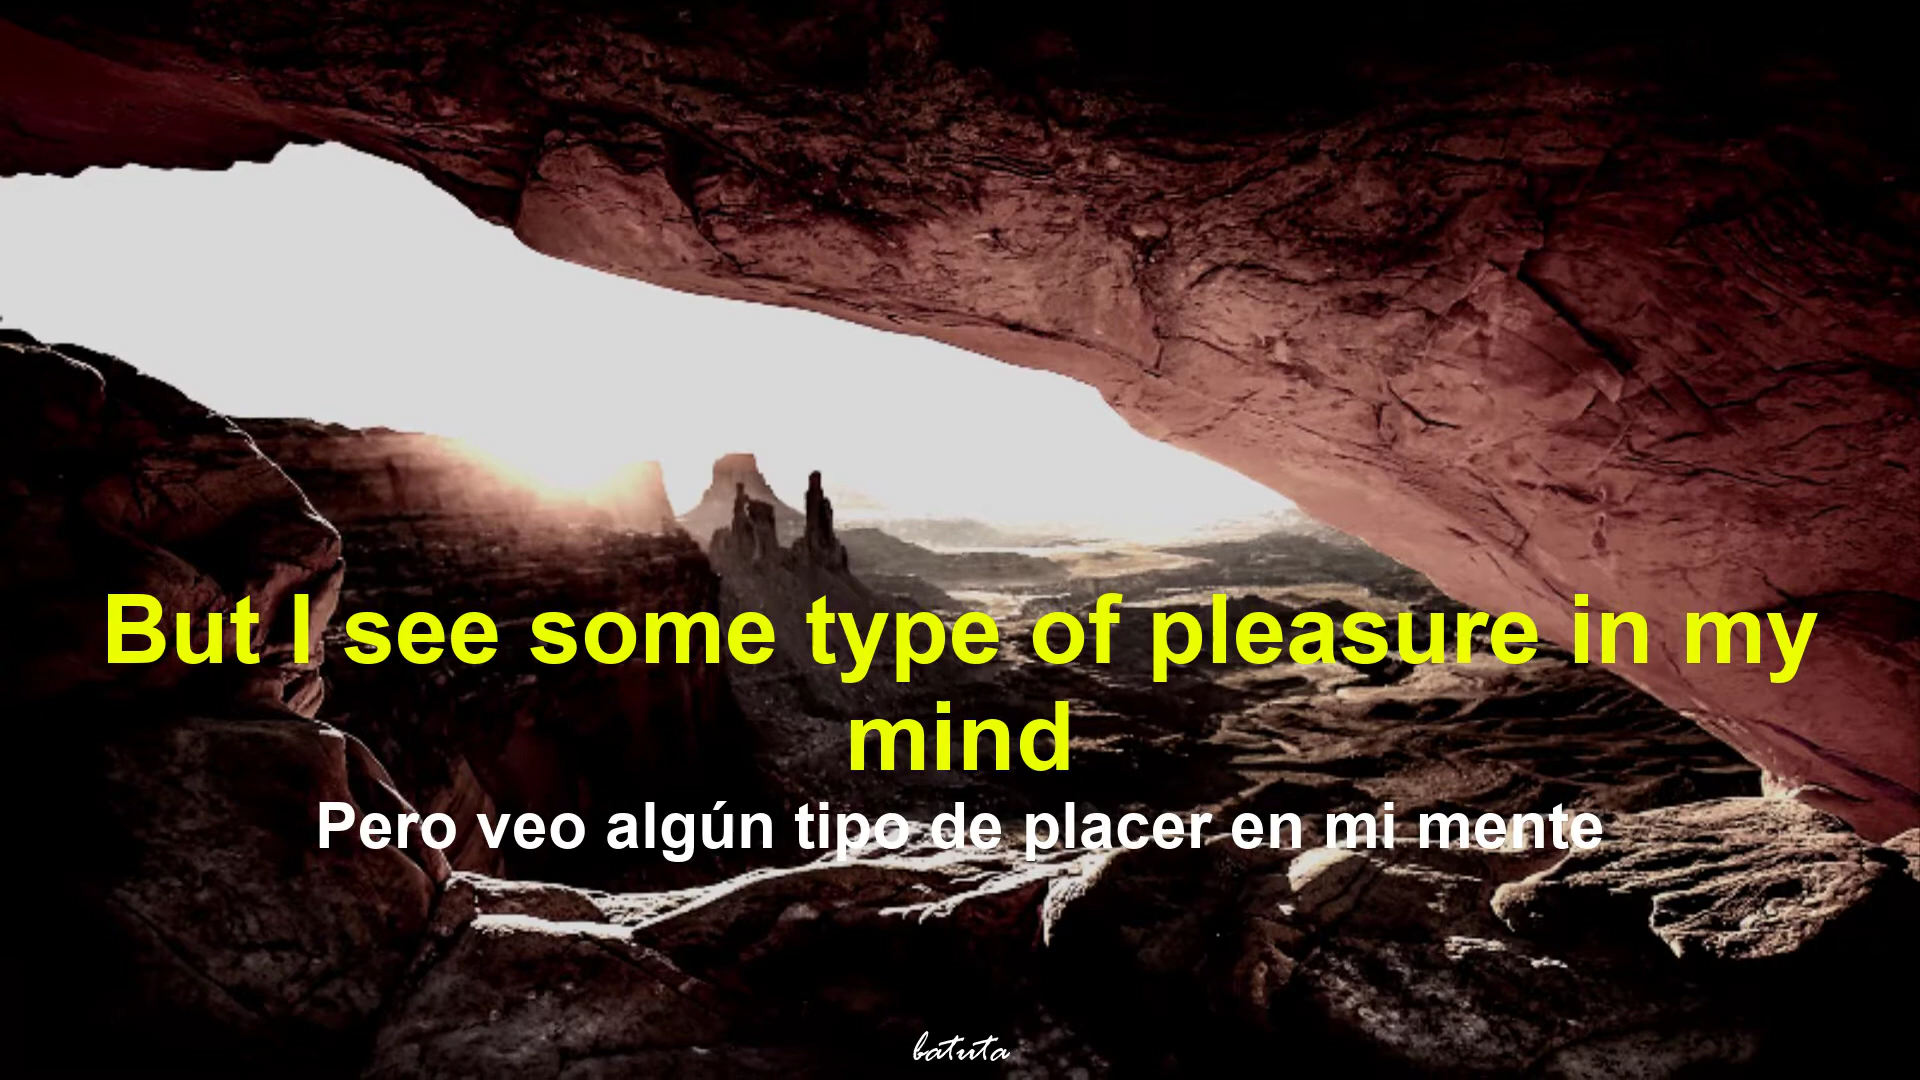 But I see some type of pleasure in my
mind
Pero veo algún tipo de placer en mi mente
batuta